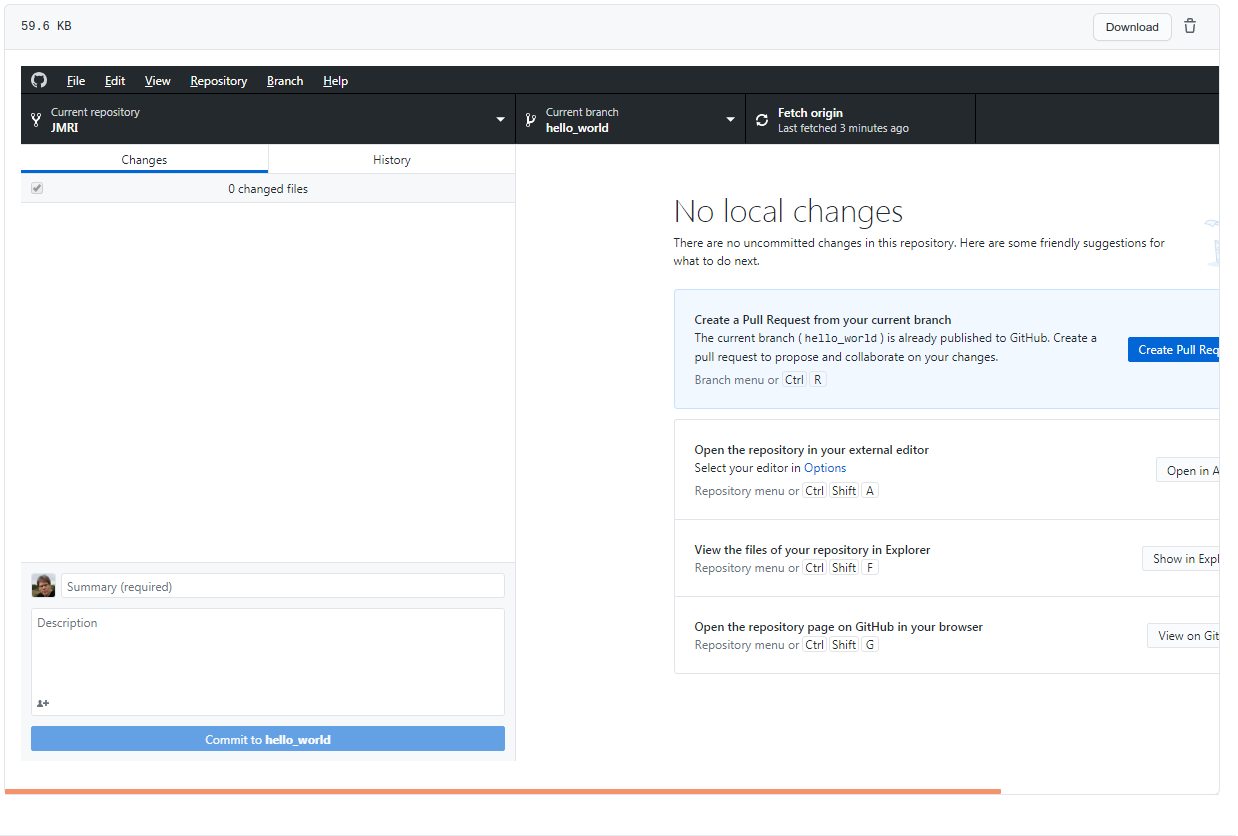 59.6 KB
Download
File Edit View Repository Branch Help
Current repository
JMRI
Current branch
hello_world
Fetch origin
Last fetched 3 minutes ago
Changes
History
0 changed files
No local changes
There are no uncommitted changes in this repository. Here are some friendly suggestions for
what to do next.
Create a Pull Request from your current branch
The current branch (hello_world) is already published to GitHub. Create a
pull request to propose and collaborate on your changes.
Branch menu or Ctrl R
Create Pull Req
Open the repository in your external editor
Select your editor in Options
Repository menu or Ctrl Shift A
Open in A
View the files of your repository in Explorer
Repository menu or Ctrl Shift F
Show in Expl
Open the repository page on GitHub in your browser
Repository menu or Ctrl Shift G
View on Git
Summary (required)
Description
Commit to hello_world